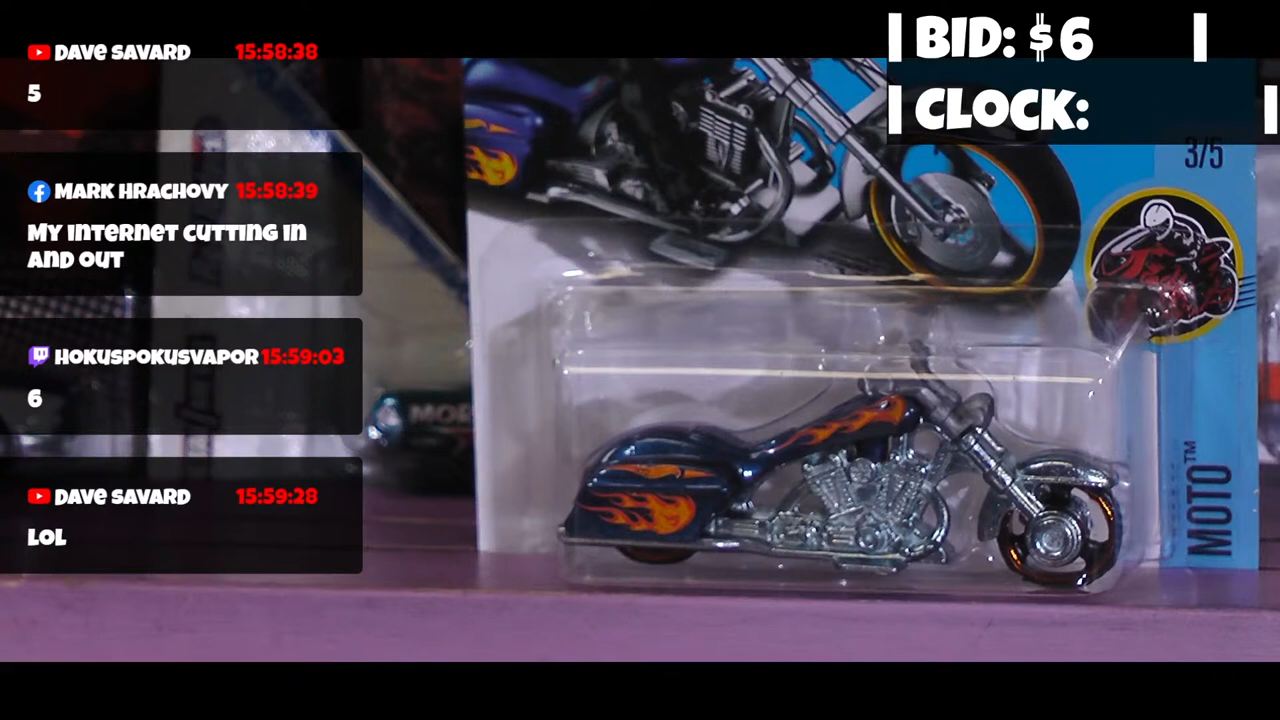 DAVE SAVARD 15:58:38
5
MARK HRACHOVY 15:58:39
MY INTERNET CUTTING IN
AND OUT
HOKUSPOKUSVAPOR 15:59:03
6
DAVE SAVARD 15:59:28
LOL
| BID: $6 |
| CLOCK: |
3/5
MOTO™